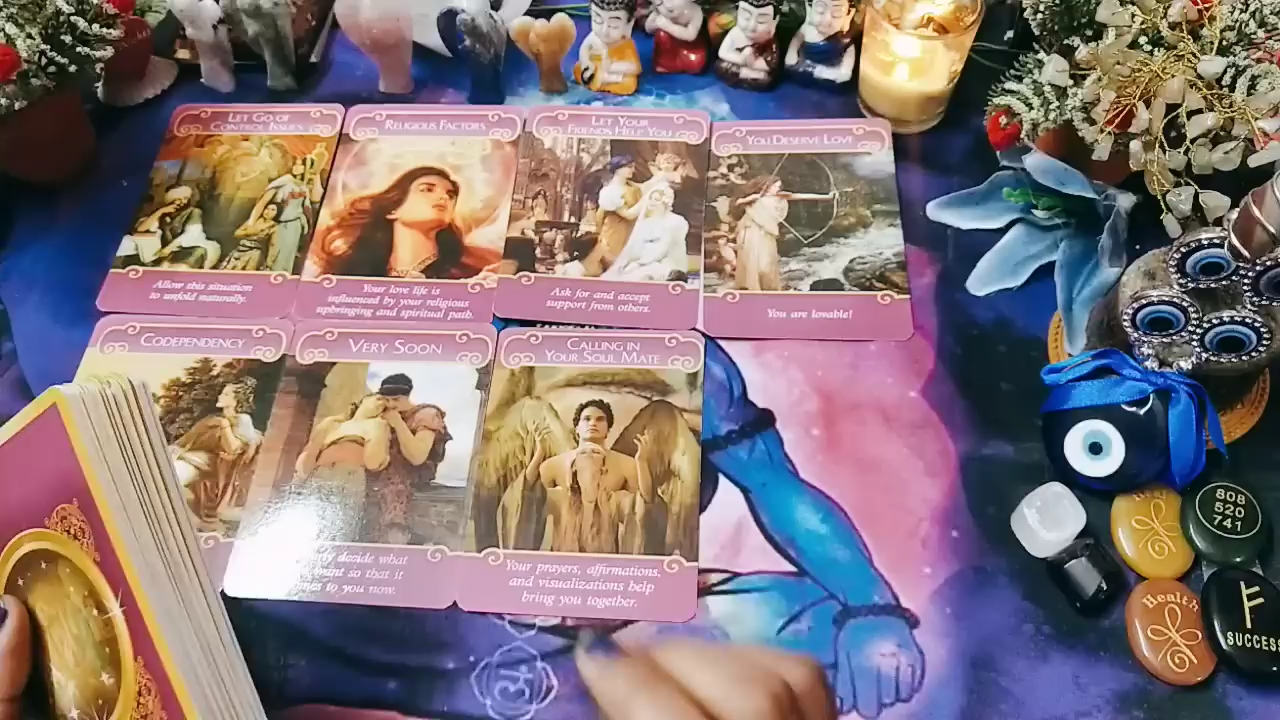 LET GO OF
CONTROL ISSUES
Allow this situation
to unfold naturally.
RELIGIOUS FACTORS
Your love life is
influenced by your religious
upbringing and spiritual path.
LET YOUR
FRIENDS HELP YOU
Ask for and accept
support from others.
YOU DESERVE LOVE
You are lovable!
CODEPENDENCY
VERY SOON
decide what
want so that it
to you now.
CALLING IN
YOUR SOUL MATE
Your prayers, affirmations,
and visualizations help
bring you together.
808
520
741
Health
SUCCESS